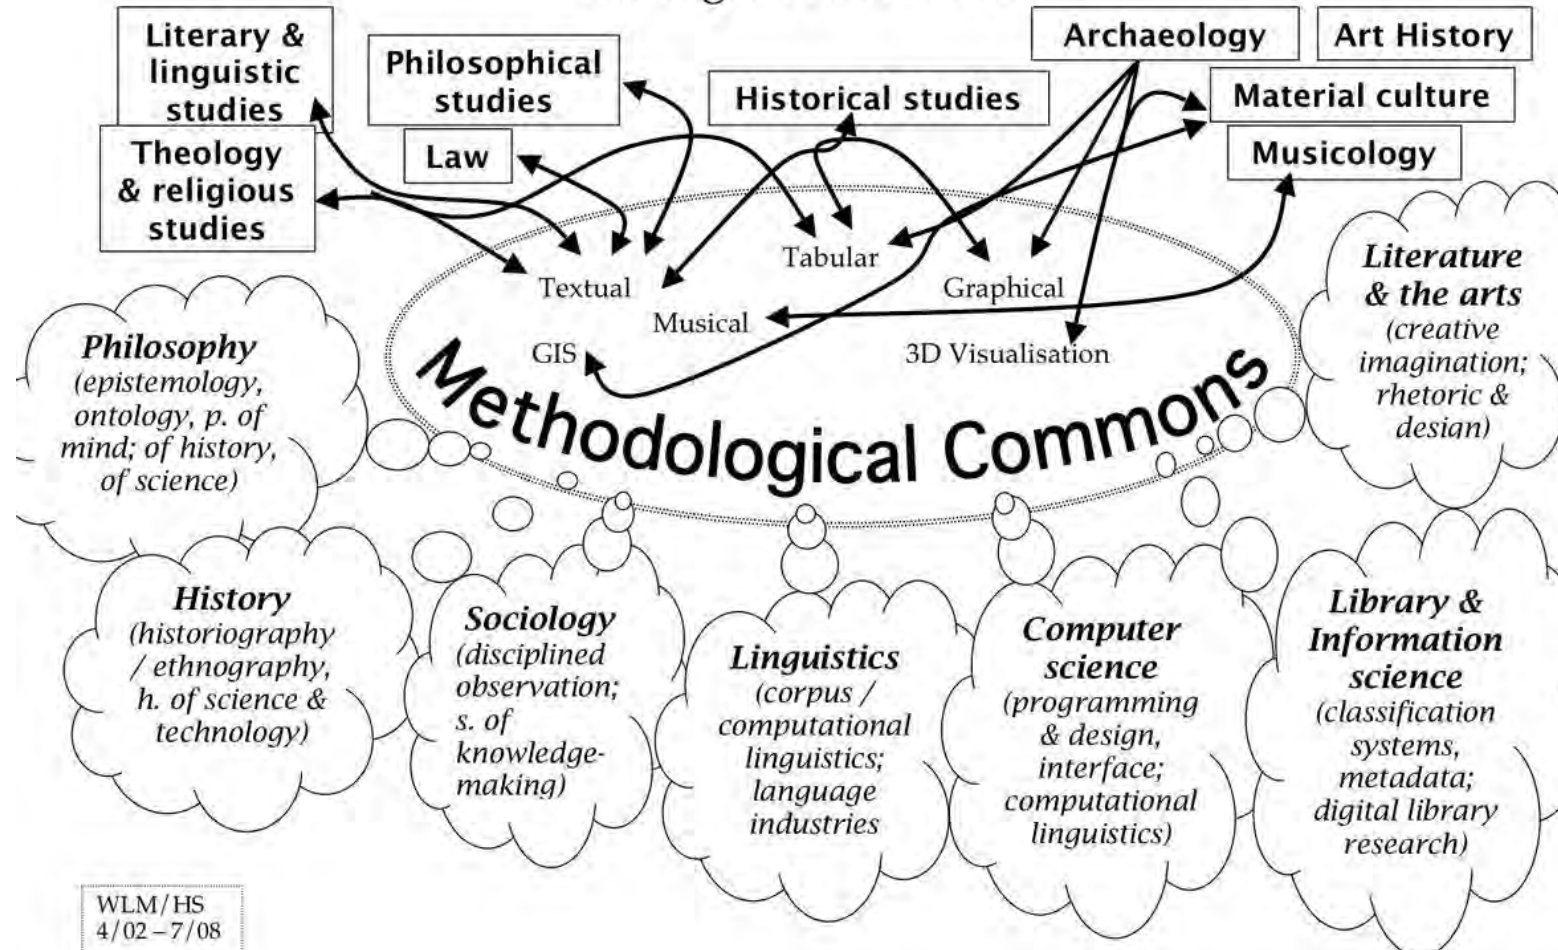 Literary &
linguistic
studies
Theology
& religious
studies
Philosophical
studies
Law
Historical studies
Archaeology
Art History
Material culture
Musicology
Textual
Tabular
Graphical
Musical
GIS
3D Visualisation
Methodological Commons
Philosophy
(epistemology,
ontology, p. of
mind; of history,
of science)
Literature
& the arts
(creative
imagination;
rhetoric &
desian)
History
(historiography
/ ethnography,
h. of science &
technology)
Sociology
(disciplined
observation;
s. of
knowledge-
making)
Linguistics
(corpus /
computational
linguistics;
language
industries
Computer
science
(programming
& design,
interface;
computational
linguistics)
Library &
Information
science
(classification
systems,
metadata;
digital library
research)
WLM/HS
4/02 – 7/08